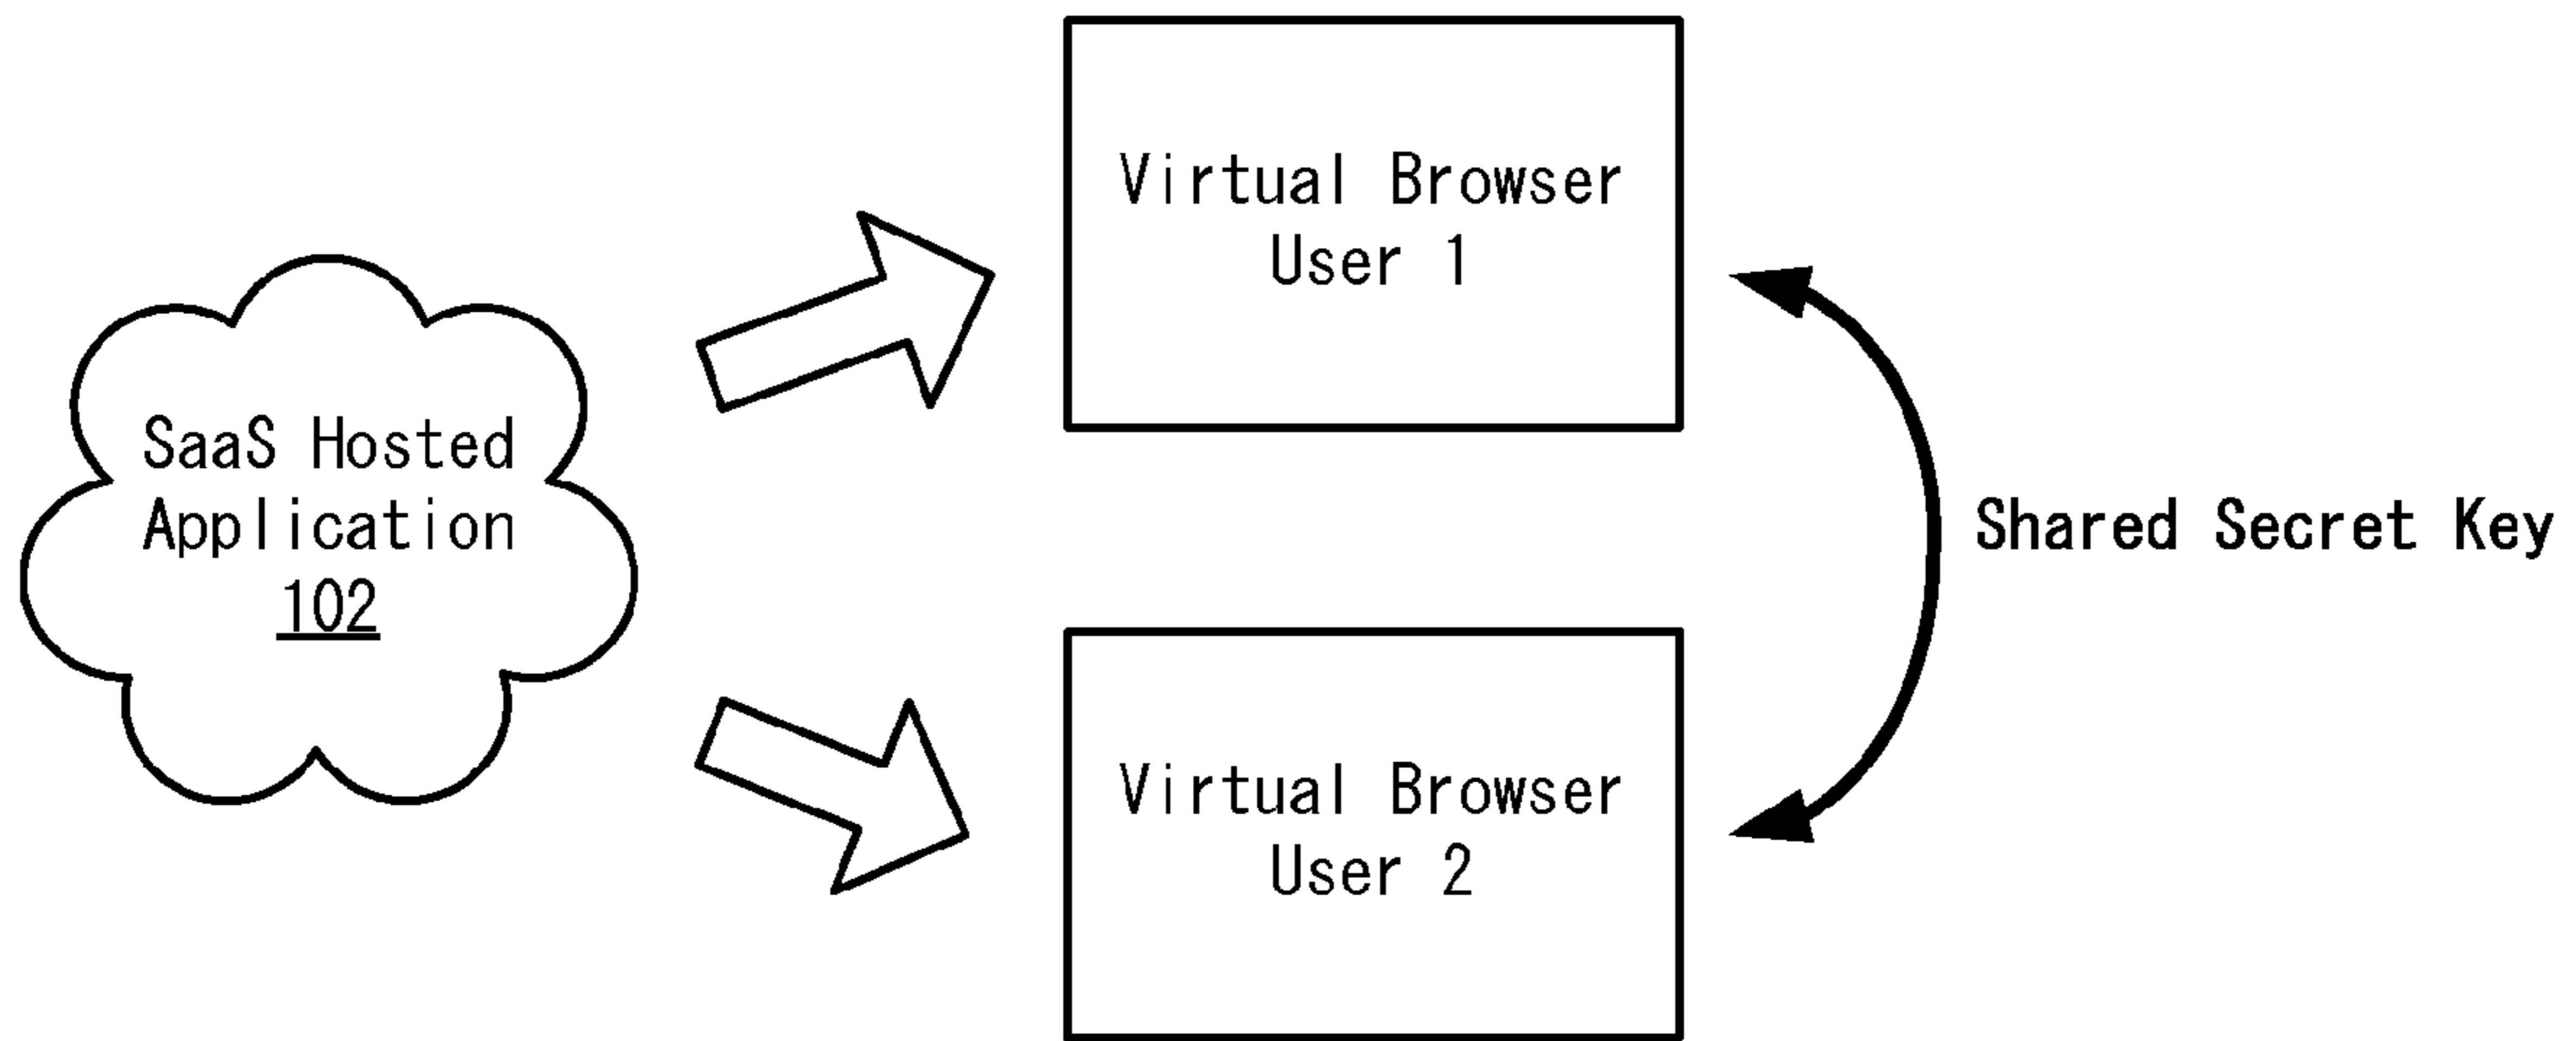 Virtual Browser
User 1
SaaS Hosted
Application
102
Shared Secret Key
Virtual Browser
User 2